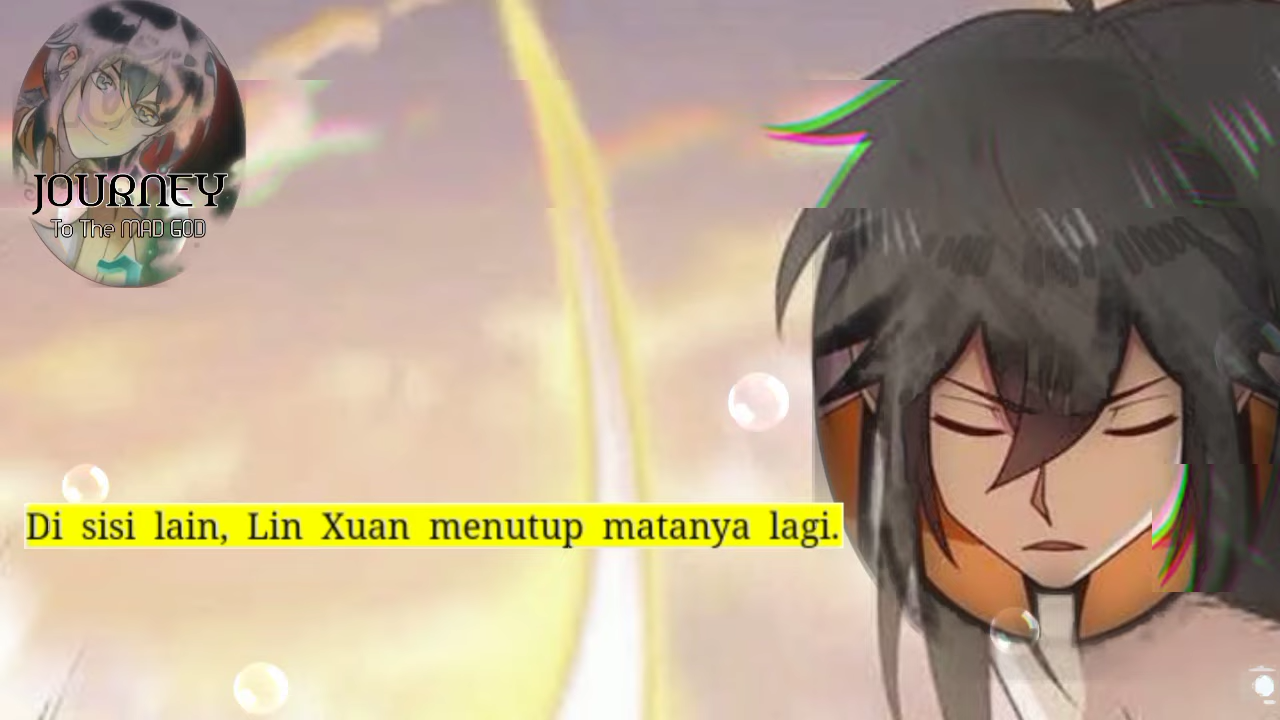 JOURNEY
To The MAD GOD
Di sisi lain, Lin Xuan menutup matanya lagi.